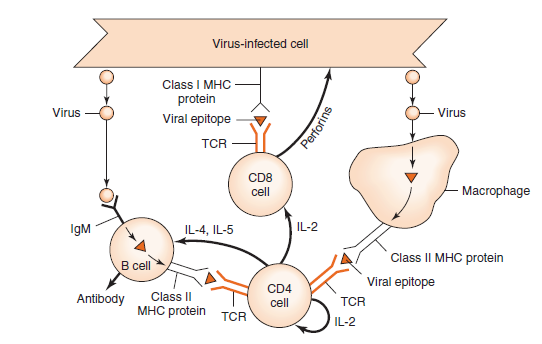 Virus-infected cell
Class I MHC
protein
Virus
Viral epitope
Virus
TCR
Perforins
CD8
cell
Macrophage
IgM
IL-4, IL-5
IL-2
B cell
Class II MHC protein
Viral epitope
Antibody
Class II
MHC protein
TCR
CD4
cell
TCR
IL-2